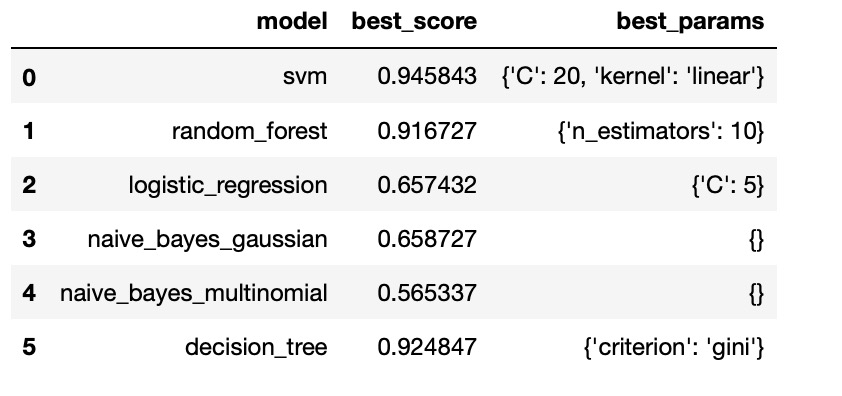 model best_score best_params
0 svm 0.945843 {'C': 20, 'kernel': 'linear'}
1 random_forest 0.916727 {'n_estimators': 10}
2 logistic_regression 0.657432 {'C': 5}
3 naive_bayes_gaussian 0.658727 {}
4 naive_bayes_multinomial 0.565337 {}
5 decision_tree 0.924847 {'criterion': 'gini'}